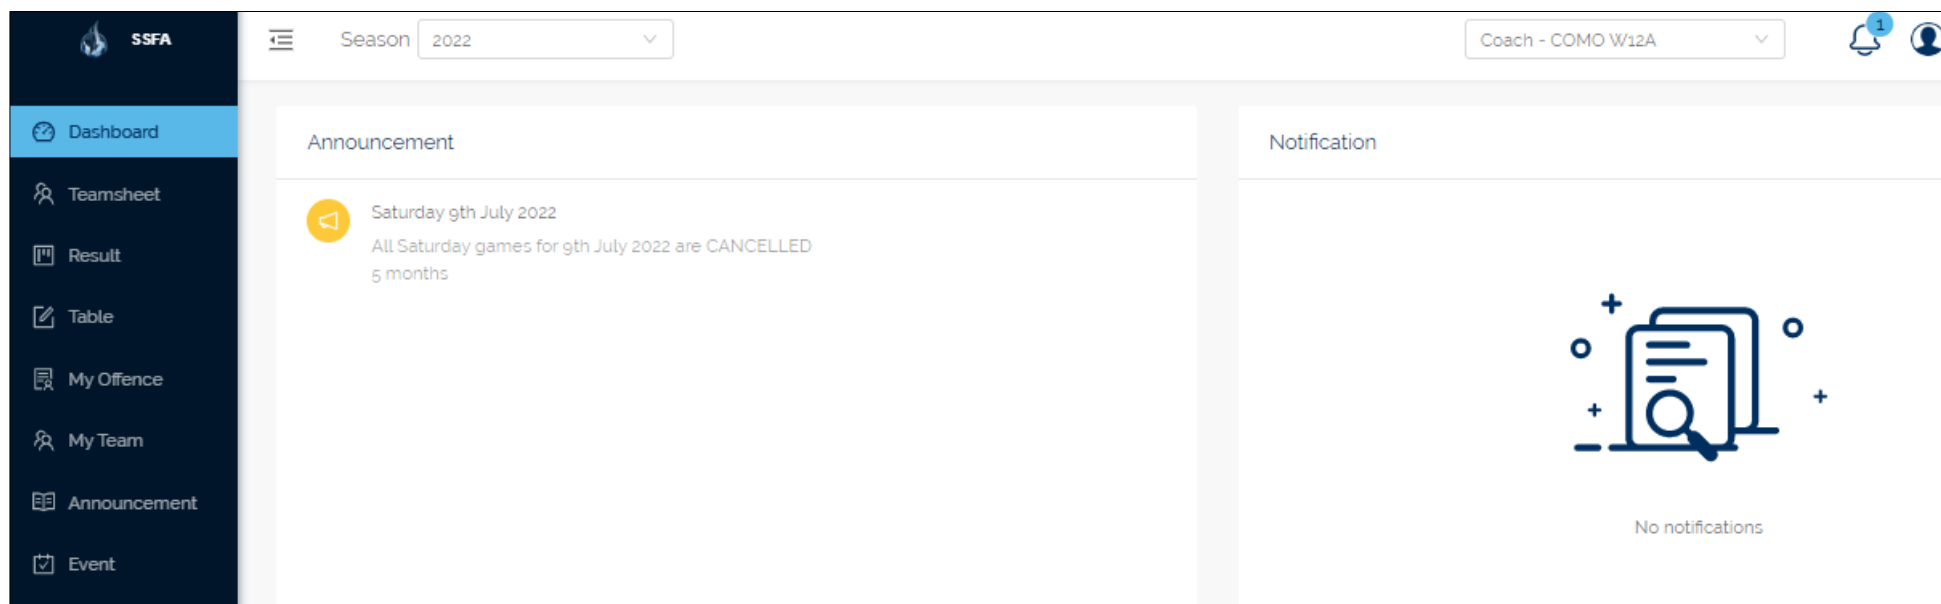 SSFA
Season 2022
Coach - COMO W12A
1
Dashboard
Teamsheet
Result
Table
My Offence
My Team
Announcement
Event
Announcement
Saturday 9th July 2022
All Saturday games for 9th July 2022 are CANCELLED
5 months
Notification
No notifications